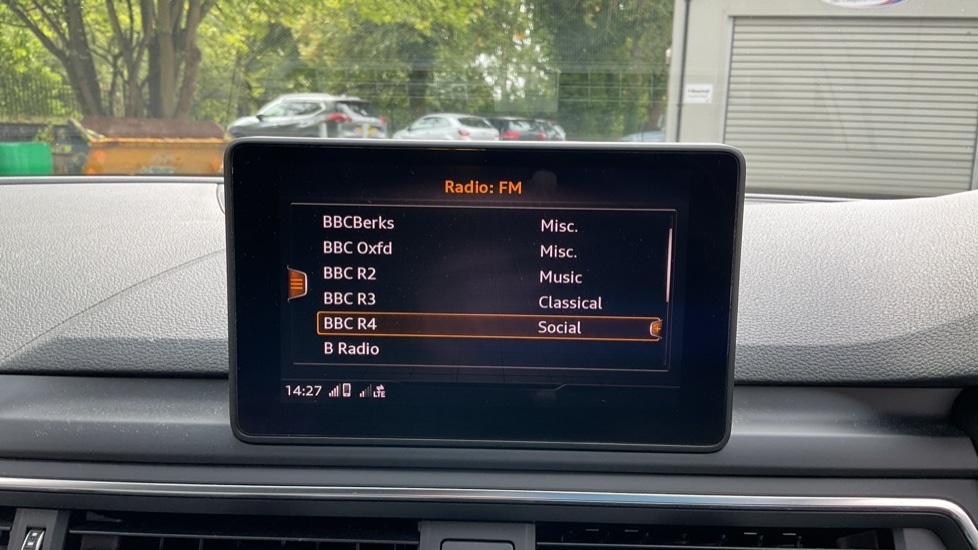 Radio: FM
BBCBerks Misc.
BBC Oxfd Misc.
BBC R2 Music
BBC R3 Classical
BBC R4 Social
B Radio
14:27 LTE